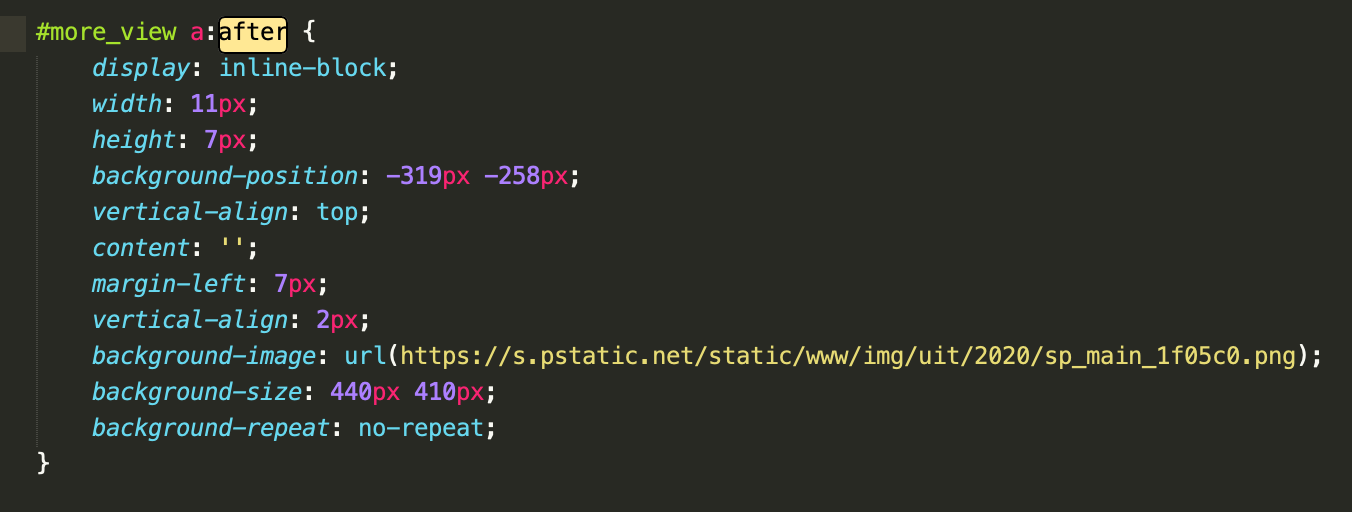 #more_view a:after {
display: inline-block;
width: 11px;
height: 7px;
background-position: -319px -258px;
vertical-align: top;
content: '';
margin-left: 7px;
vertical-align: 2px;
background-image: url(https://s.pstatic.net/static/www/img/uit/2020/sp_main_1f05c0.png);
background-size: 440px 410px;
background-repeat: no-repeat;
}